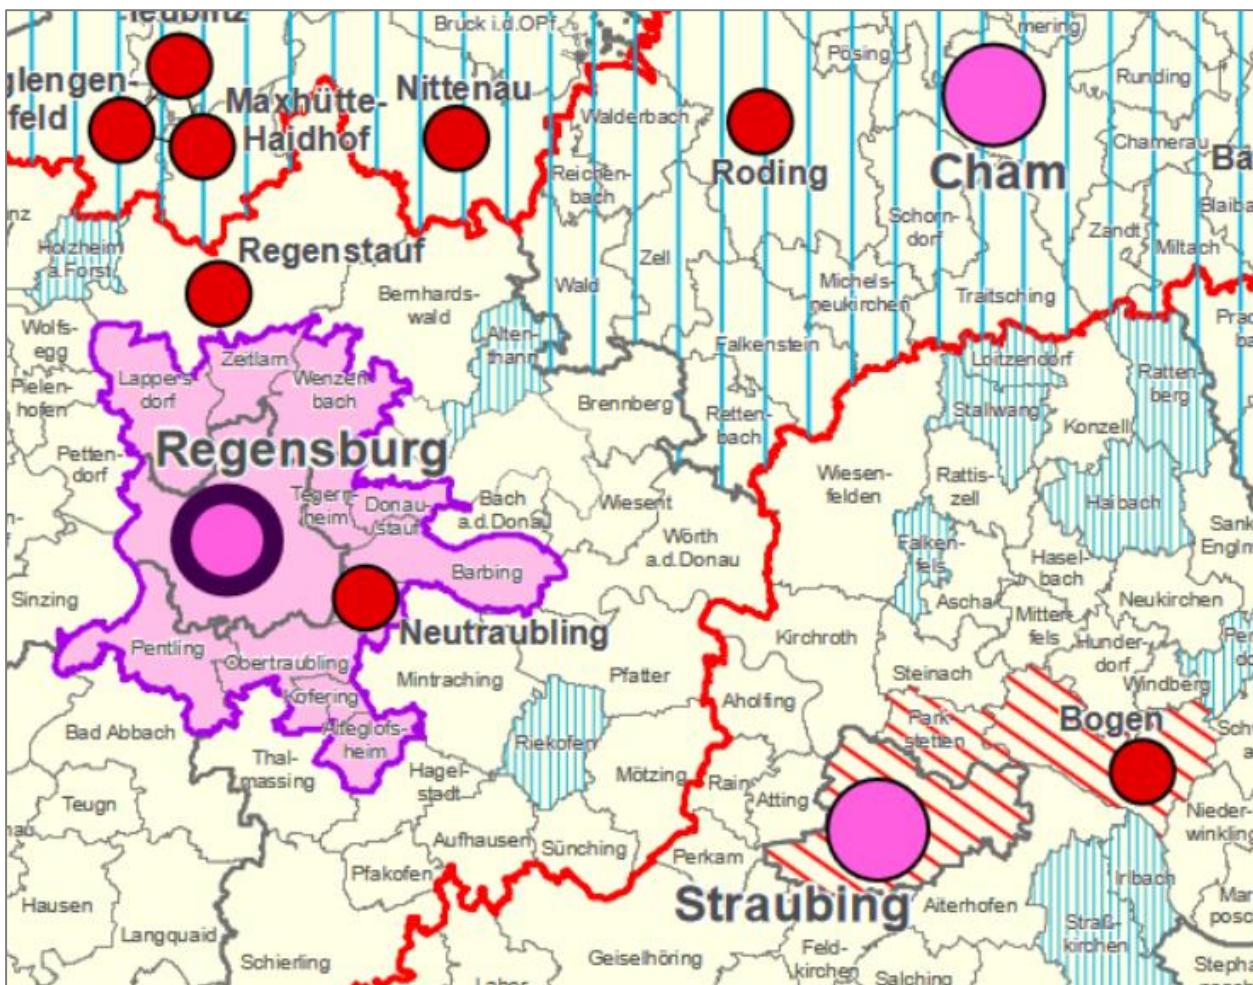 Teublitz
Bruck i.d.OPf.
mering
Pösing
Runding
glengen-
feld
Maxhütte-
Haidhof
Nittenau
Walderbach
Roding
Cham
Chamerau
Reichen-
bach
Schorn-
dorf
Zandt
Miltach
Blaiba
Holzheim
a.Forst
Regenstauf
Zell
Wald
Michels-
neukirchen
Traitsching
Bernhards-
wald
Wolfs-
egg
Alten-
thann
Falkenstein
Loitzendorf
Ratten-
berg
Zeitlarn
Wenzen-
bach
Lappers-
dorf
Pielen-
hofen
Brennberg
Retten-
bach
Stallwang
Konzell
Petten-
dorf
Regensburg
Wiesen-
felden
Rattis-
zell
Haibach
Tegern-
heim
Donau-
stauf
Bach
a.d.Donau
Wiesent
Wörth
a.d.Donau
Falken-
fels
Sank
Englm
Hasel-
bach
Barbing
Sinzing
Ascha
Neukirchen
Mitter-
fels
Neutraubling
Kirchroth
Hunder-
dorf
Pentling
Obertraubling
Mintraching
Pfatter
Steinach
Windberg
Köfering
Aholfing
Park-
stetten
Bogen
Bad Abbach
Alteglofs-
heim
Riekofen
Thal-
massing
Hagel-
stadt
Mötzing
Rain
Atting
Teugn
Nieder-
winkling
Aufhausen
Sünching
Perkam
Pfakofen
Straubing
Irlbach
Hausen
Aiterhofen
Straß-
kirchen
Langquaid
Schierling
Geiselhöring
Feld-
kirchen
Salching
Stepha